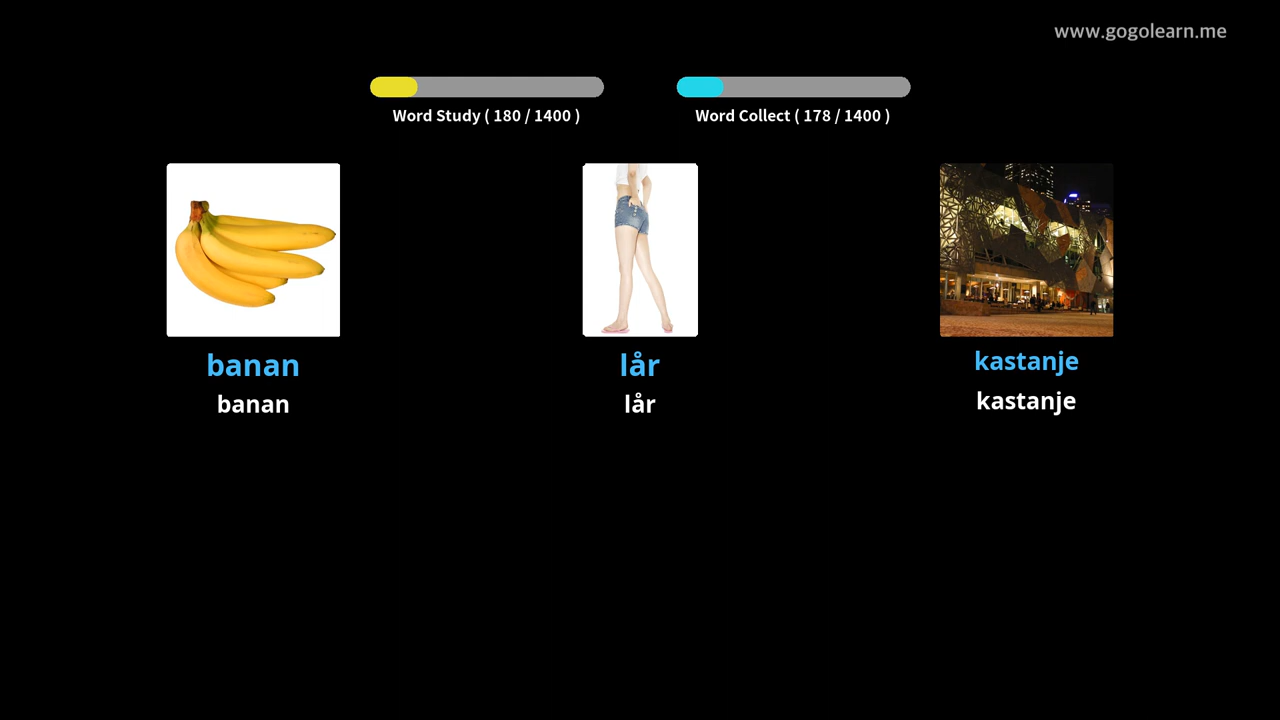 www.gogolearn.me
Word Study ( 180 / 1400 )
Word Collect ( 178 / 1400 )
banan
banan
lår
lår
kastanje
kastanje